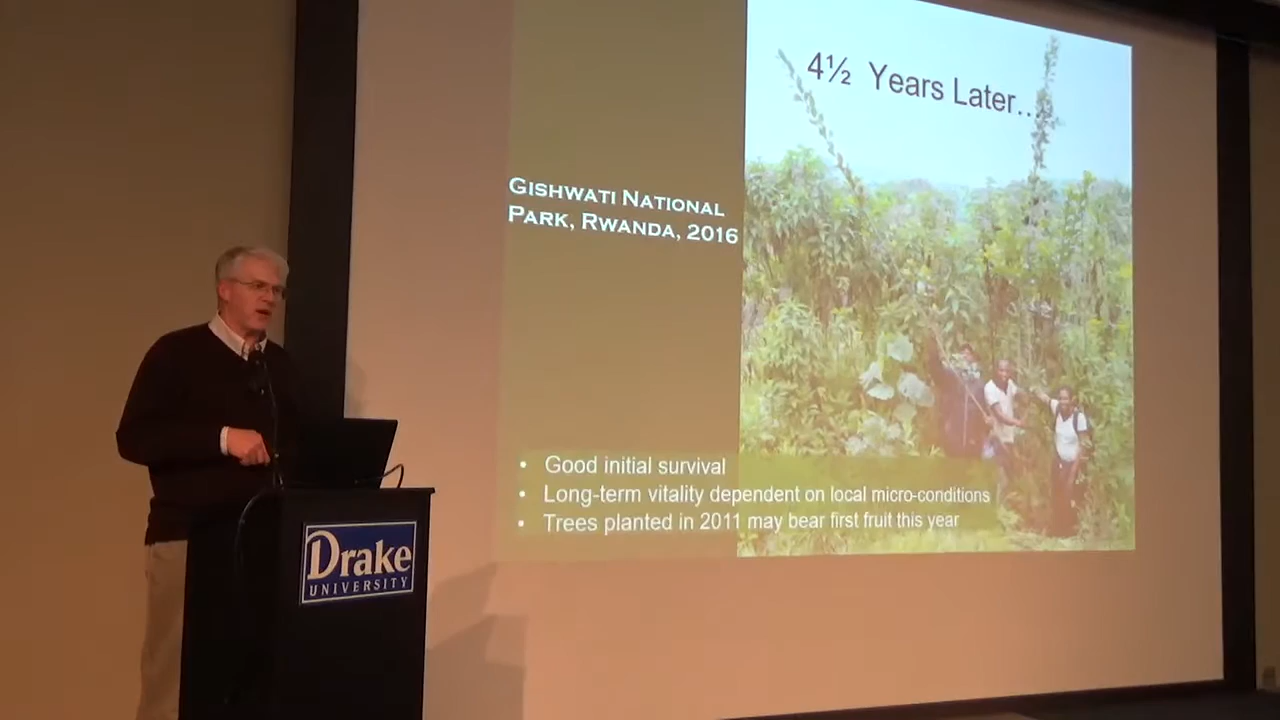 4½ Years Later...
GISHWATI NATIONAL
PARK, RWANDA, 2016
• Good initial survival
• Long-term vitality dependent on local micro-conditions
• Trees planted in 2011 may bear first fruit this year
Drake
UNIVERSITY